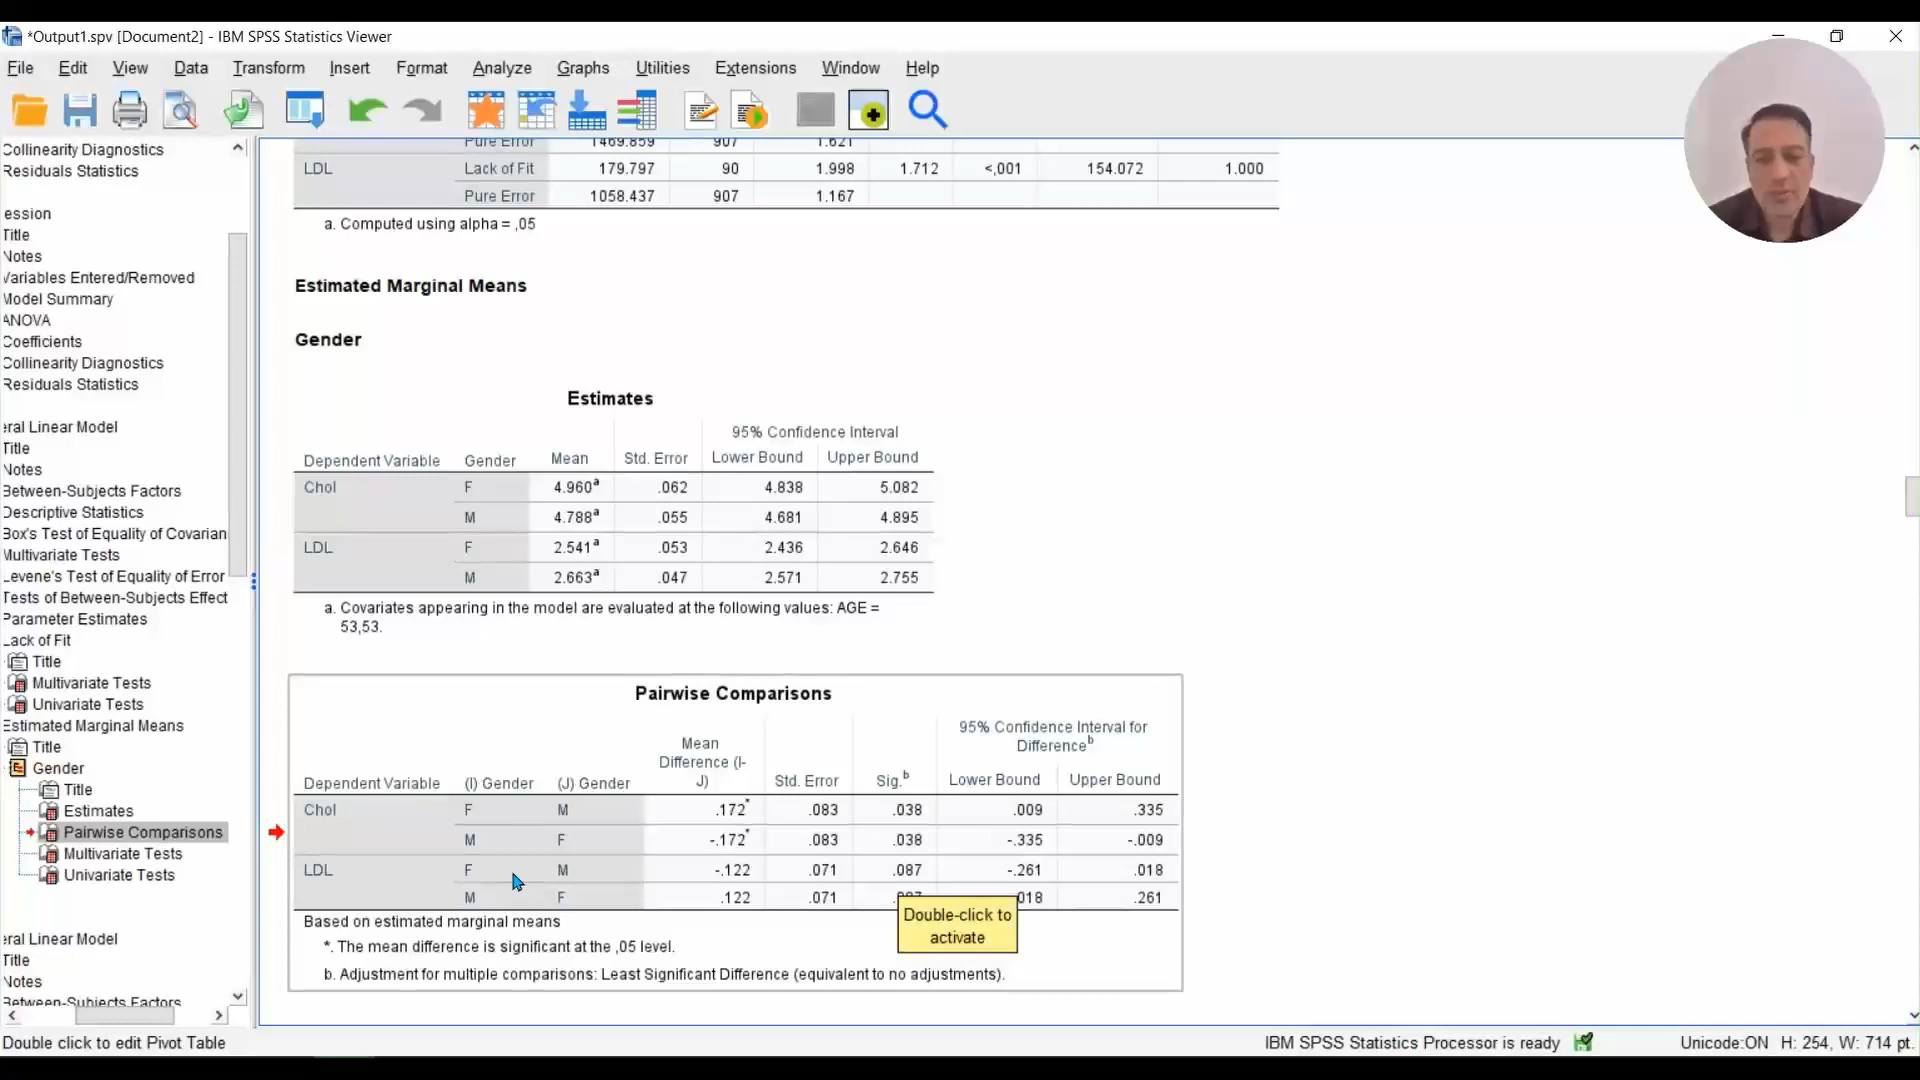 *Output1.spv [Document2] - IBM SPSS Statistics Viewer
File Edit View Data Transform Insert Format Analyze Graphs Utilities Extensions Window Help
Collinearity Diagnostics
Residuals Statistics
ession
Title
Notes
Variables Entered/Removed
Model Summary
ANOVA
Coefficients
Collinearity Diagnostics
Residuals Statistics
eral Linear Model
Title
Notes
Between-Subjects Factors
Descriptive Statistics
Box's Test of Equality of Covarian
Multivariate Tests
Levene's Test of Equality of Error
Tests of Between-Subjects Effect
Parameter Estimates
Lack of Fit
Title
Multivariate Tests
Univariate Tests
Estimated Marginal Means
Title
Gender
Title
Estimates
Pairwise Comparisons
Multivariate Tests
Univariate Tests
eral Linear Model
Title
Notes
Between-Subjects Factors
Pure Error 1469.859 907 1.621
LDL Lack of Fit 179.797 90 1.998 1.712 <,001 154.072 1.000
Pure Error 1058.437 907 1.167
a. Computed using alpha = ,05
Estimated Marginal Means
Gender
Estimates
95% Confidence Interval
Dependent Variable Gender Mean Std. Error Lower Bound Upper Bound
Chol F 4.960a .062 4.838 5.082
M 4.788a .055 4.681 4.895
LDL F 2.541a .053 2.436 2.646
M 2.663a .047 2.571 2.755
a. Covariates appearing in the model are evaluated at the following values: AGE =
53,53.
Pairwise Comparisons
95% Confidence Interval for
Differenceb
Mean
Difference (I-
J)
Dependent Variable (I) Gender (J) Gender Std. Error Sig.b Lower Bound Upper Bound
Chol F M .172* .083 .038 .009 .335
M F -.172* .083 .038 -.335 -.009
LDL F M -.122 .071 .087 -.261 .018
M F .122 .071 018 .261
Double-click to
activate
Based on estimated marginal means
*. The mean difference is significant at the ,05 level.
b. Adjustment for multiple comparisons: Least Significant Difference (equivalent to no adjustments).
Double click to edit Pivot Table
IBM SPSS Statistics Processor is ready
Unicode:ON H: 254, W: 714 pt.